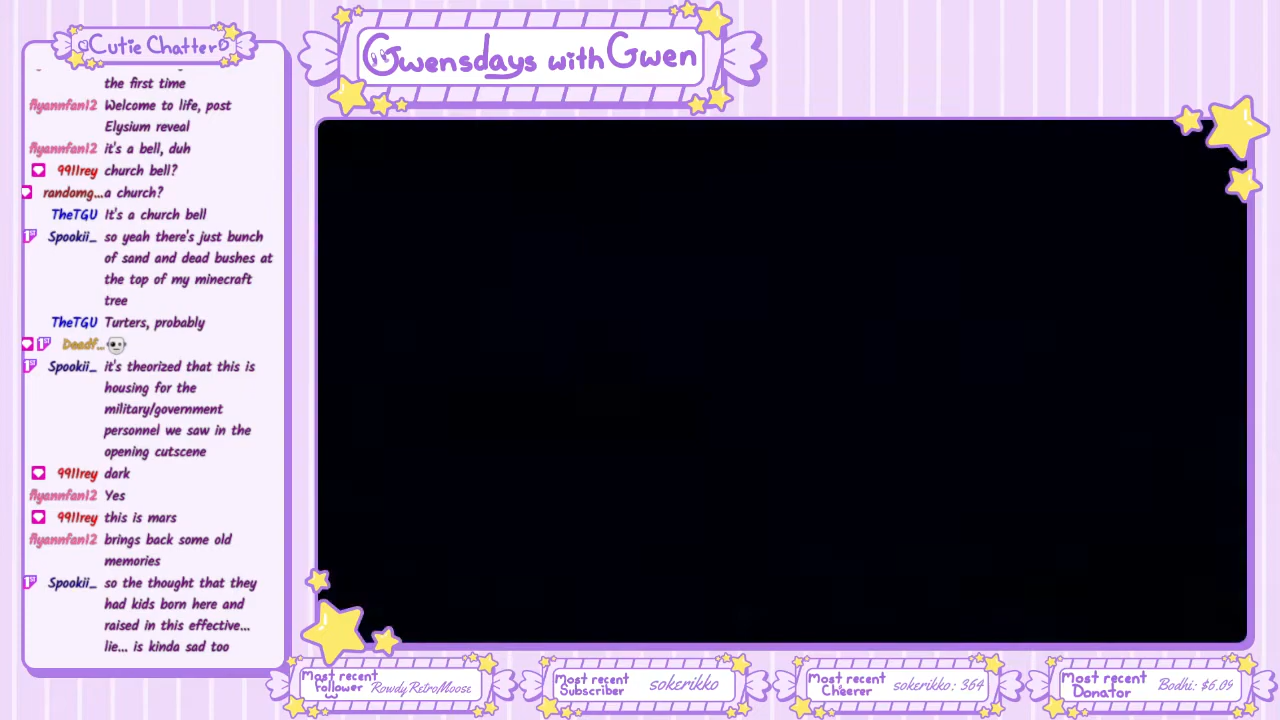 Cutie Chatter
Gwensdays with Gwen
the first time
flyannfan12 Welcome to life, post
Elysium reveal
flyannfan12 it's a bell, duh
9911rey church bell?
randomg... a church?
TheTGU It's a church bell
Spookii_ so yeah there's just bunch
of sand and dead bushes at
the top of my minecraft
tree
TheTGU Turters, probably
Deadf...
Spookii_ it's theorized that this is
housing for the
military/government
personnel we saw in the
opening cutscene
9911rey dark
flyannfan12 Yes
9911rey this is mars
flyannfan12 brings back some old
memories
Spookii_ so the thought that they
had kids born here and
raised in this effective...
lie... is kinda sad too
Most recent
Follower RowdyRetroMoose
Most recent
Subscriber sokerikko
Most recent
Cheerer sokerikko: 364
Most recent
Donator Bodhi: $6.09